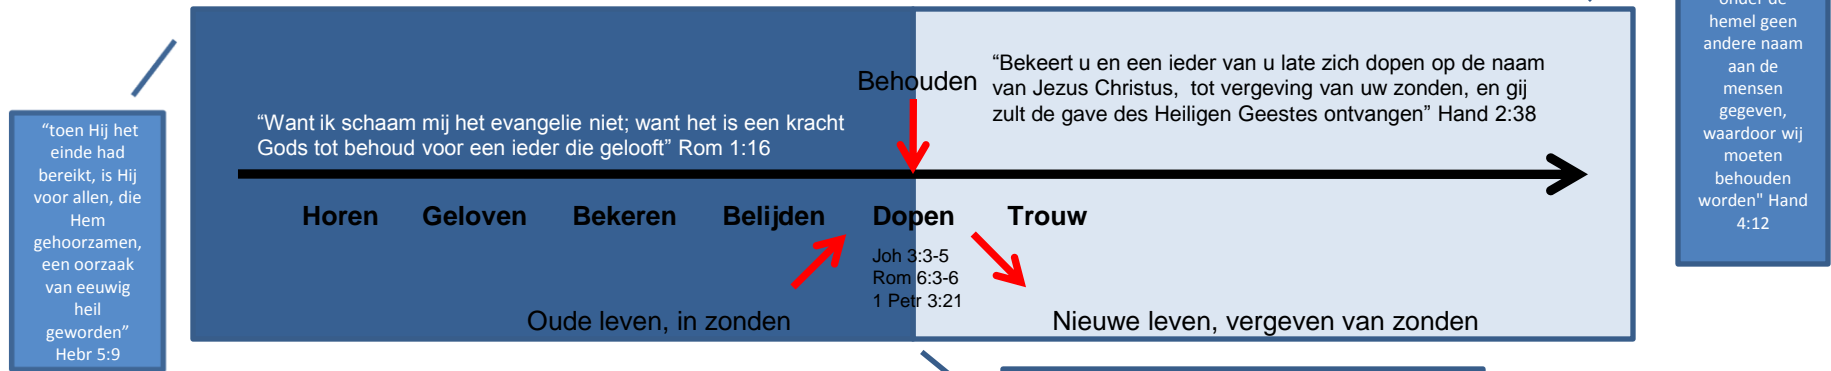 “toen Hij het
einde had
bereikt, is Hij
voor allen, die
Hem
gehoorzamen,
een oorzaak
van eeuwig
heil
geworden”
Hebr 5:9
“Want ik schaam mij het evangelie niet; want het is een kracht
Gods tot behoud voor een ieder die gelooft” Rom 1:16
Behouden
“Bekeert u en een ieder van u late zich dopen op de naam
van Jezus Christus,  tot vergeving van uw zonden, en gij
zult de gave des Heiligen Geestes ontvangen” Hand 2:38
Horen
Geloven
Bekeren
Belijden
Dopen
Trouw
Joh 3:3-5
Rom 6:3-6
1 Petr 3:21
Oude leven, in zonden
Nieuwe leven, vergeven van zonden
onder de
hemel geen
andere naam
aan de
mensen
gegeven,
waardoor wij
moeten
behouden
worden" Hand
4:12